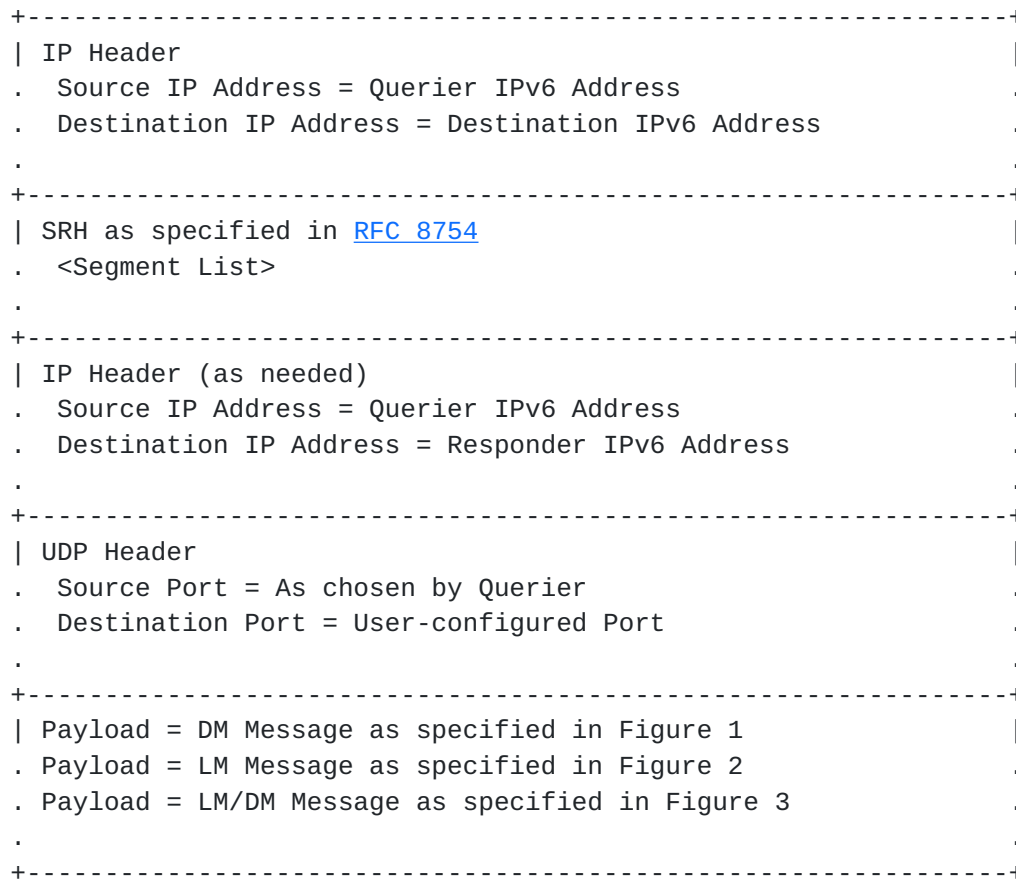 +---------------------------------------------------------------+
| IP Header |
. Source IP Address = Querier IPv6 Address .
. Destination IP Address = Destination IPv6 Address .
. .
+---------------------------------------------------------------+
| SRH as specified in RFC 8754 |
. <Segment List> .
. .
+---------------------------------------------------------------+
| IP Header (as needed) |
. Source IP Address = Querier IPv6 Address .
. Destination IP Address = Responder IPv6 Address .
. .
+---------------------------------------------------------------+
| UDP Header |
. Source Port = As chosen by Querier .
. Destination Port = User-configured Port .
. .
+---------------------------------------------------------------+
| Payload = DM Message as specified in Figure 1 |
. Payload = LM Message as specified in Figure 2 .
. Payload = LM/DM Message as specified in Figure 3 .
. .
+---------------------------------------------------------------+